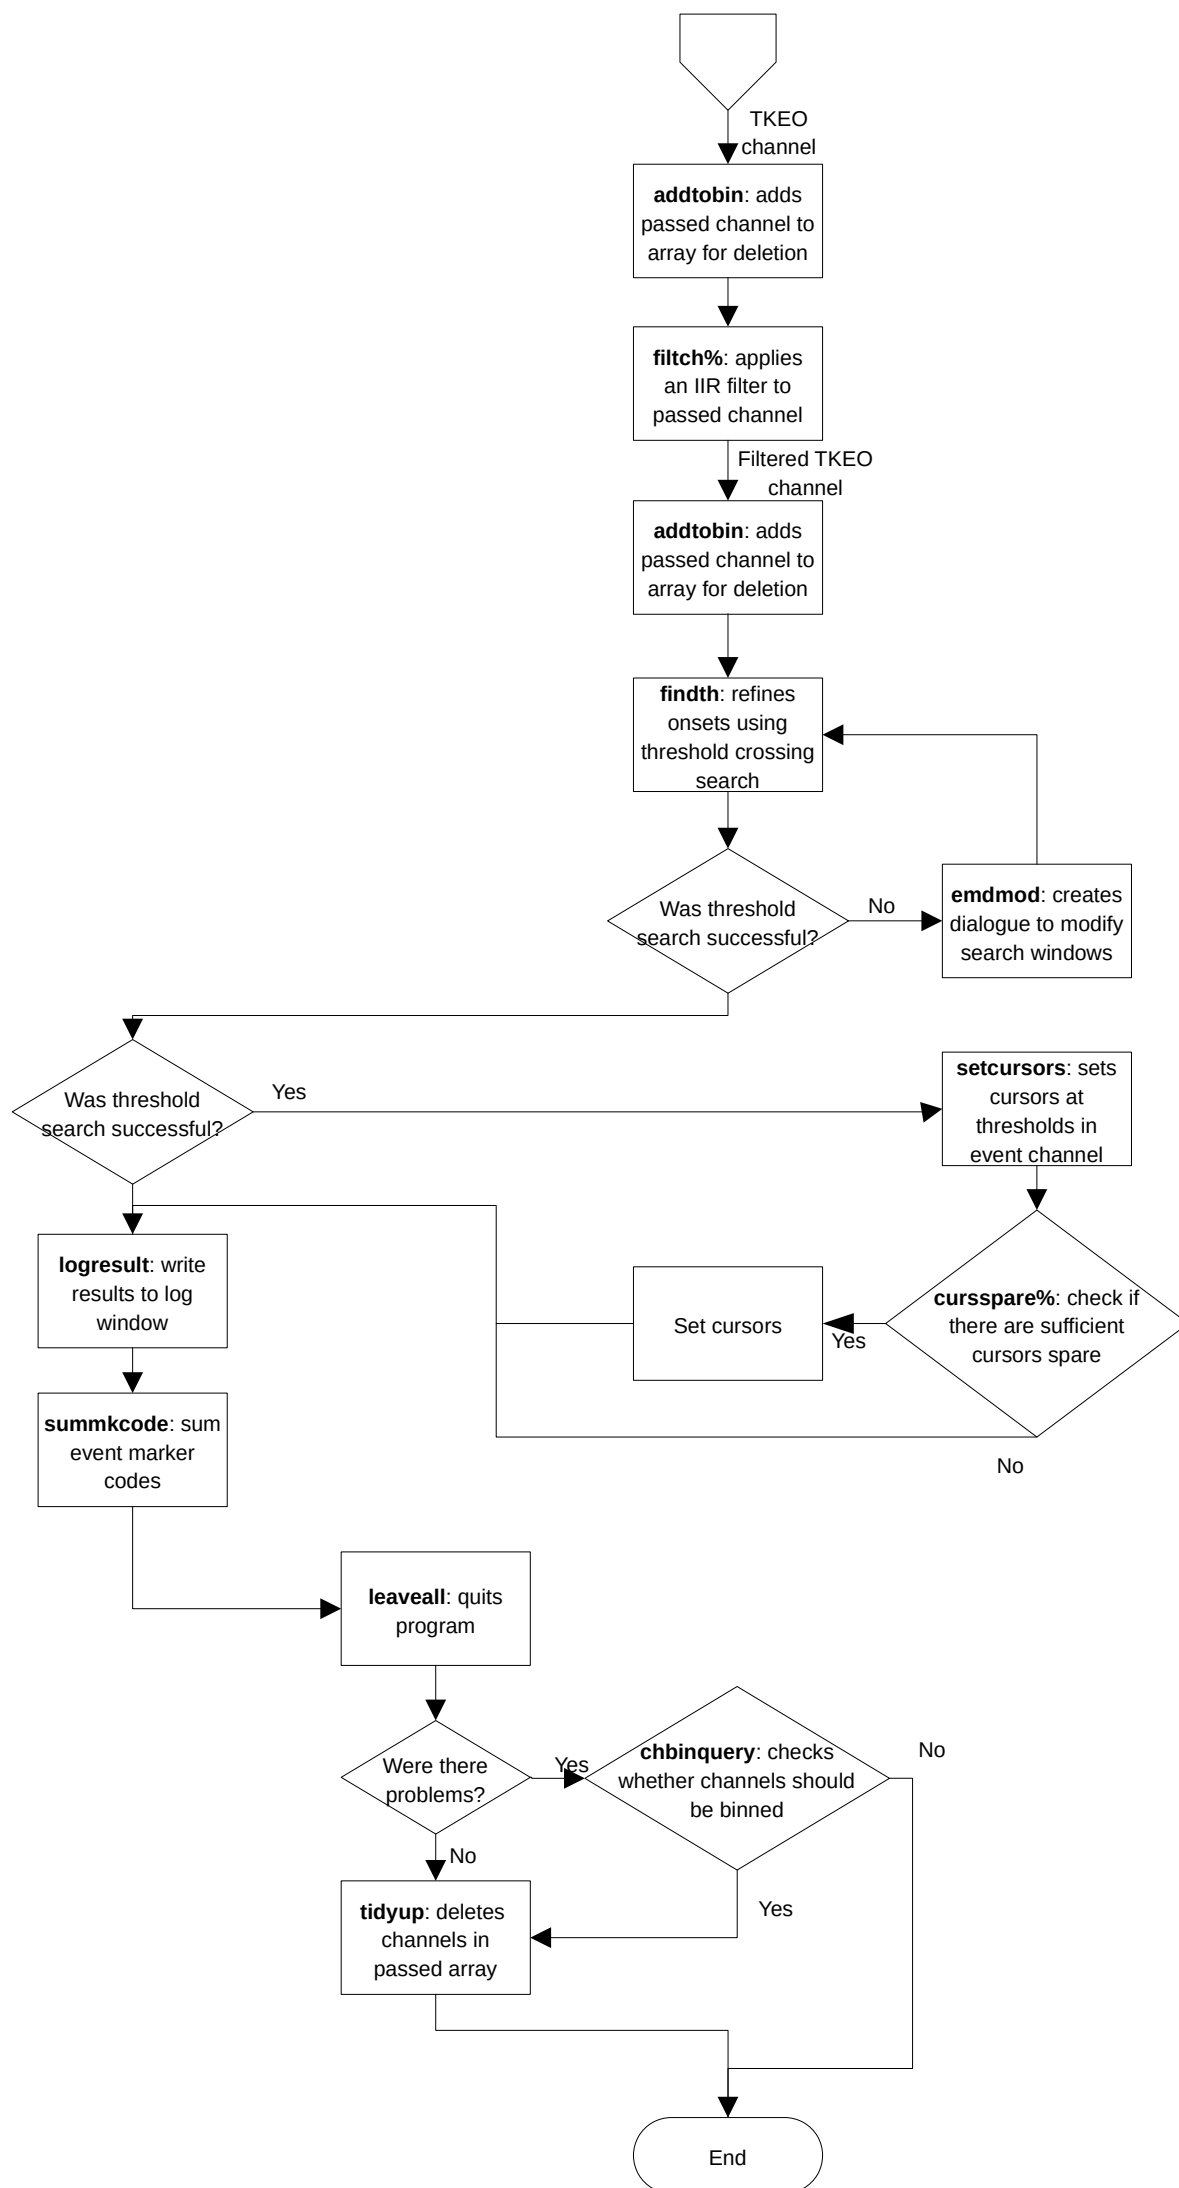 TKEO
channel
addtobin: adds
passed channel to
array for deletion
filtch%: applies
an IIR filter to
passed channel
Filtered TKEO
channel
addtobin: adds
passed channel to
array for deletion
findth: refines
onsets using
threshold crossing
search
Was threshold
search successful?
No
emdmod: creates
dialogue to modify
search windows
Was threshold
search successful?
Yes
setcursors: sets
cursors at
thresholds in
event channel
logresult: write
results to log
window
Set cursors
Yes
cursspare%: check if
there are sufficient
cursors spare
No
summkcode: sum
event marker
codes
leaveall: quits
program
Were there
problems?
Yes
chbinquery: checks
whether channels should
be binned
No
No
Yes
tidyup: deletes
channels in
passed array
End